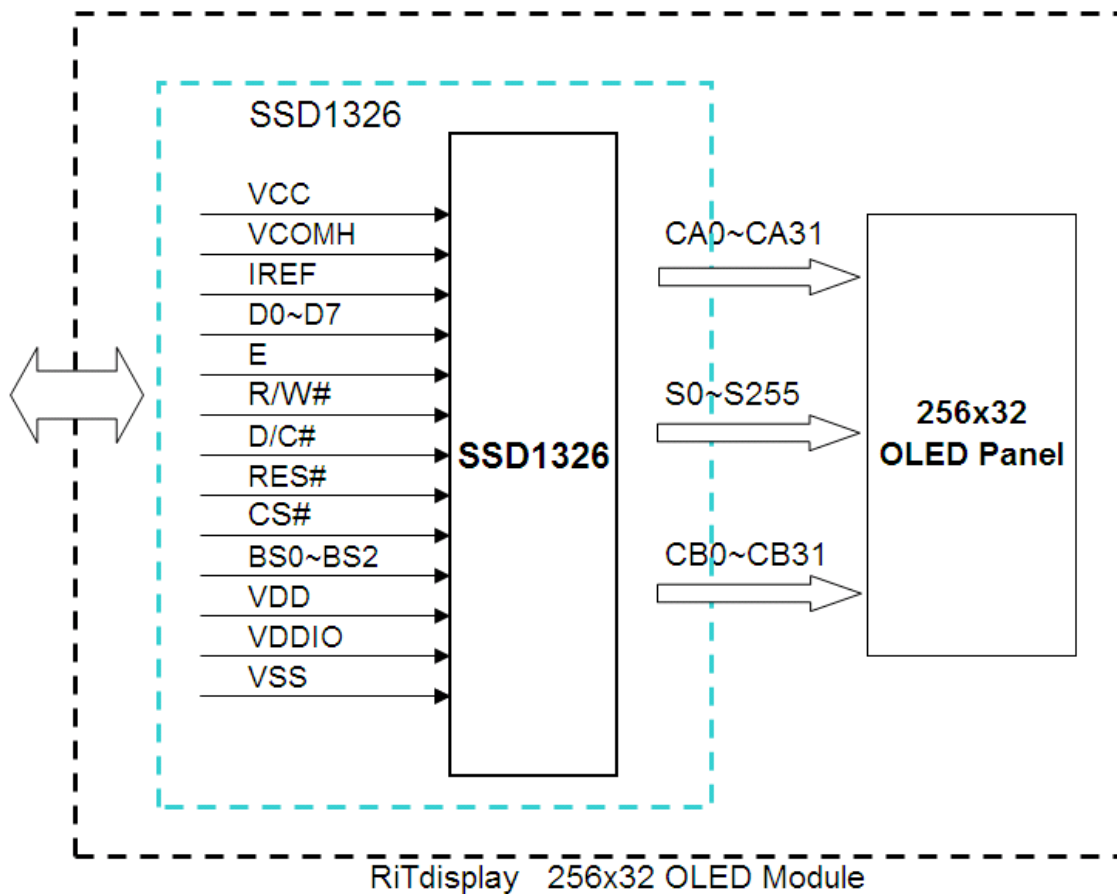 SSD1326
VCC
VCOMH
IREF
D0~D7
E
R/W#
D/C#
RES#
CS#
BS0~BS2
VDD
VDDIO
VSS
SSD1326
CA0~CA31
S0~S255
CB0~CB31
256x32
OLED Panel
RiTdisplay 256x32 OLED Module